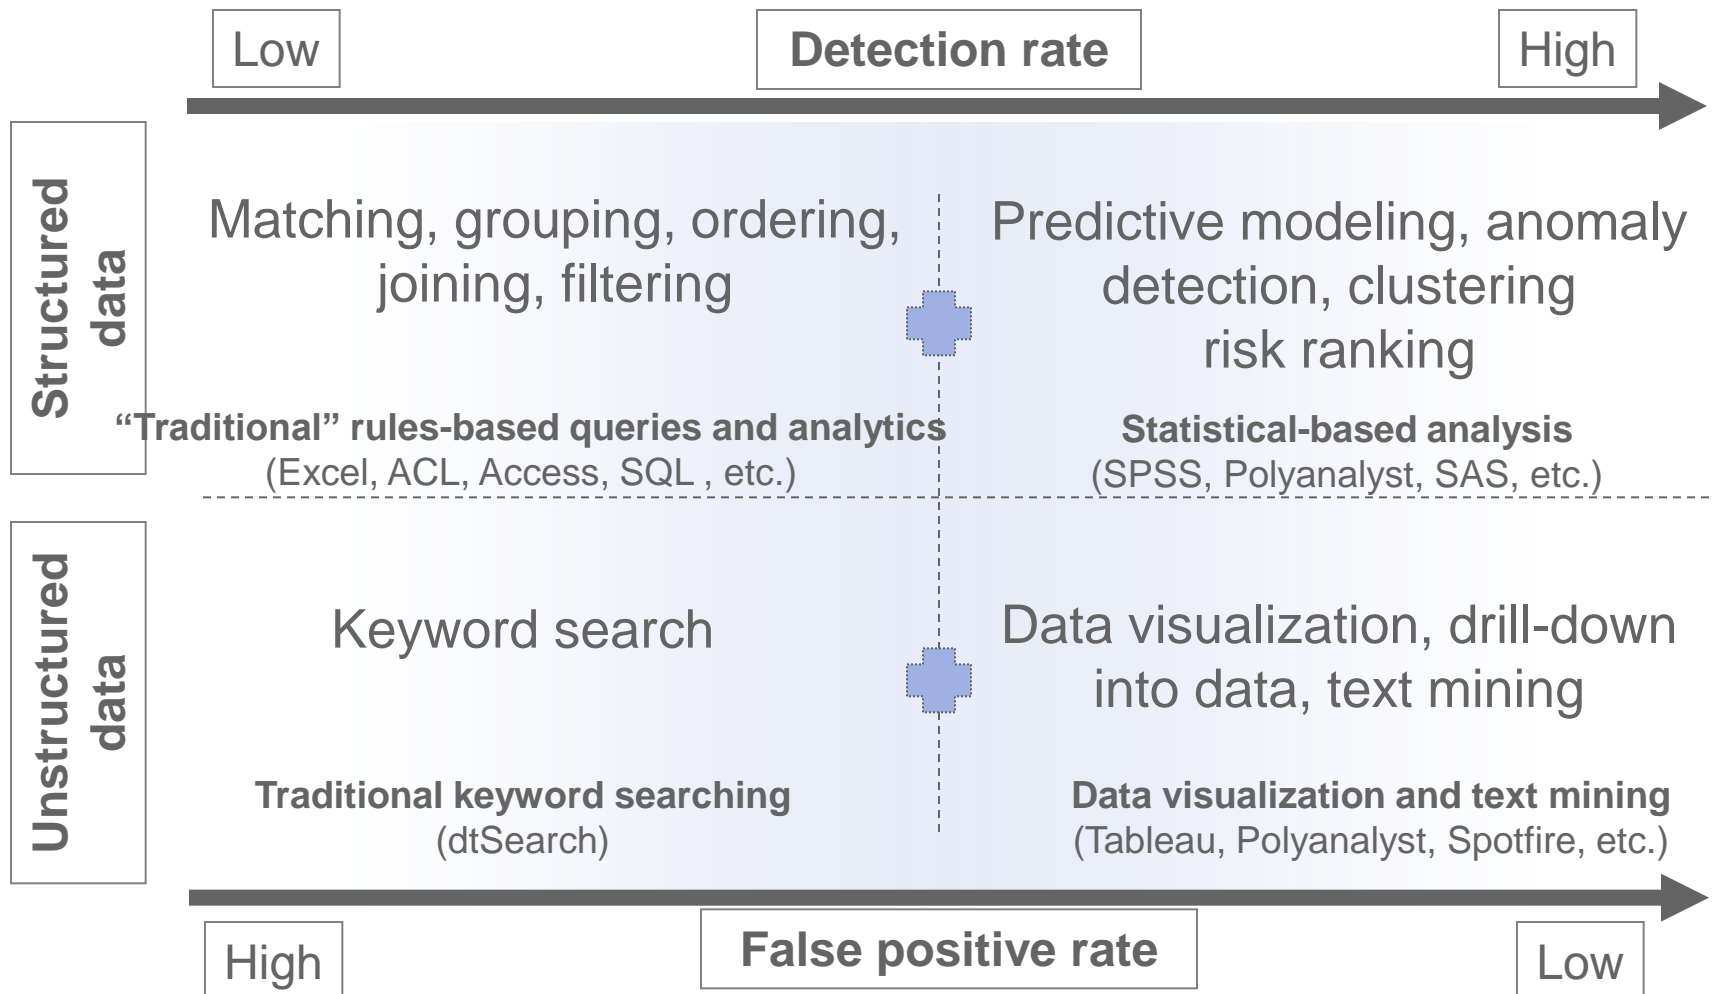 Low
Detection rate
High
Structured
data
Matching, grouping, ordering,
joining, filtering
“Traditional” rules-based queries and analytics
(Excel, ACL, Access, SQL , etc.)
Predictive modeling, anomaly
detection, clustering
risk ranking
Statistical-based analysis
(SPSS, Polyanalyst, SAS, etc.)
Unstructured
data
Keyword search
Traditional keyword searching
(dtSearch)
Data visualization, drill-down
into data, text mining
Data visualization and text mining
(Tableau, Polyanalyst, Spotfire, etc.)
High
False positive rate
Low